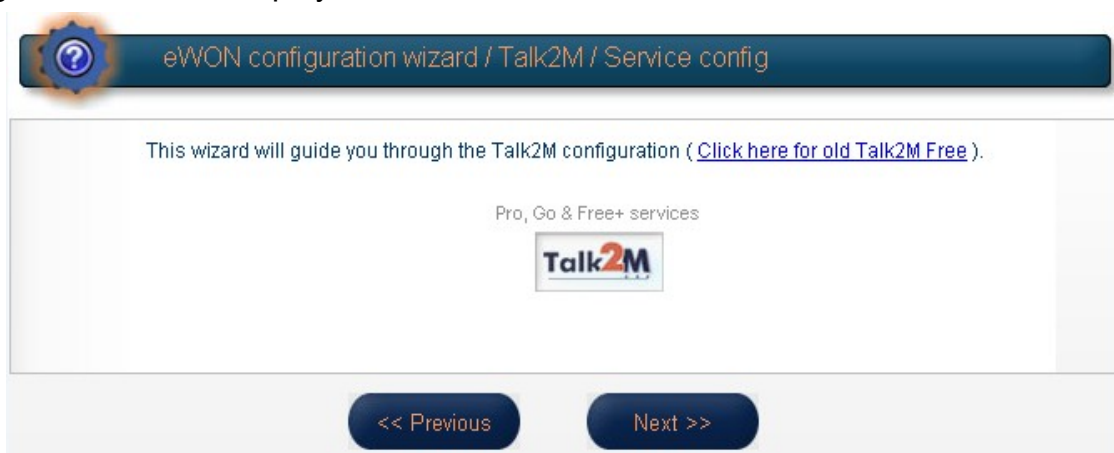 eWON configuration wizard / Talk2M / Service config
This wizard will guide you through the Talk2M configuration ( Click here for old Talk2M Free ).
Pro, Go & Free+ services
Talk2M
<< Previous
Next >>